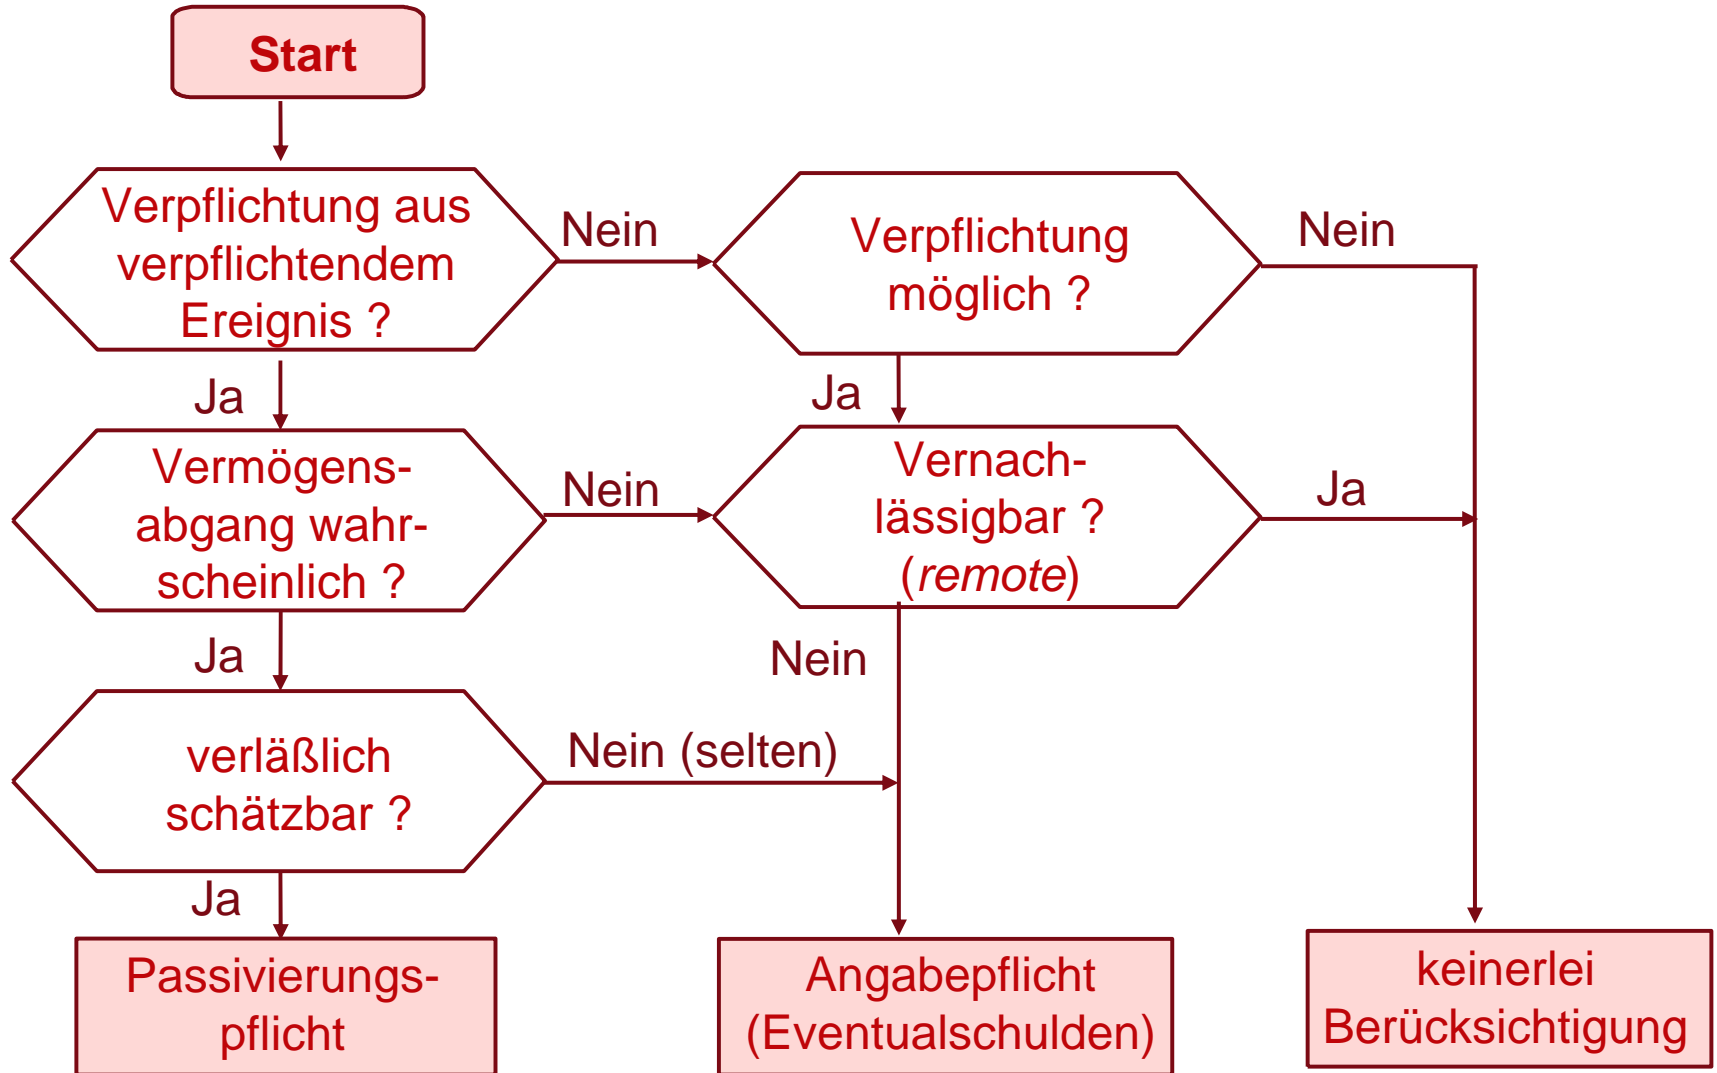 Start
Verpflichtung aus
verpflichtendem
Ereignis ?
Nein
Verpflichtung
möglich ?
Nein
Ja
Ja
Vermögens-
abgang wahr-
scheinlich ?
Nein
Vernach-
lässigbar ?
(remote)
Ja
Ja
Nein
verläßlich
schätzbar ?
Nein (selten)
Ja
Passivierungs-
pflicht
Angabepflicht
(Eventualschulden)
keinerlei
Berücksichtigung